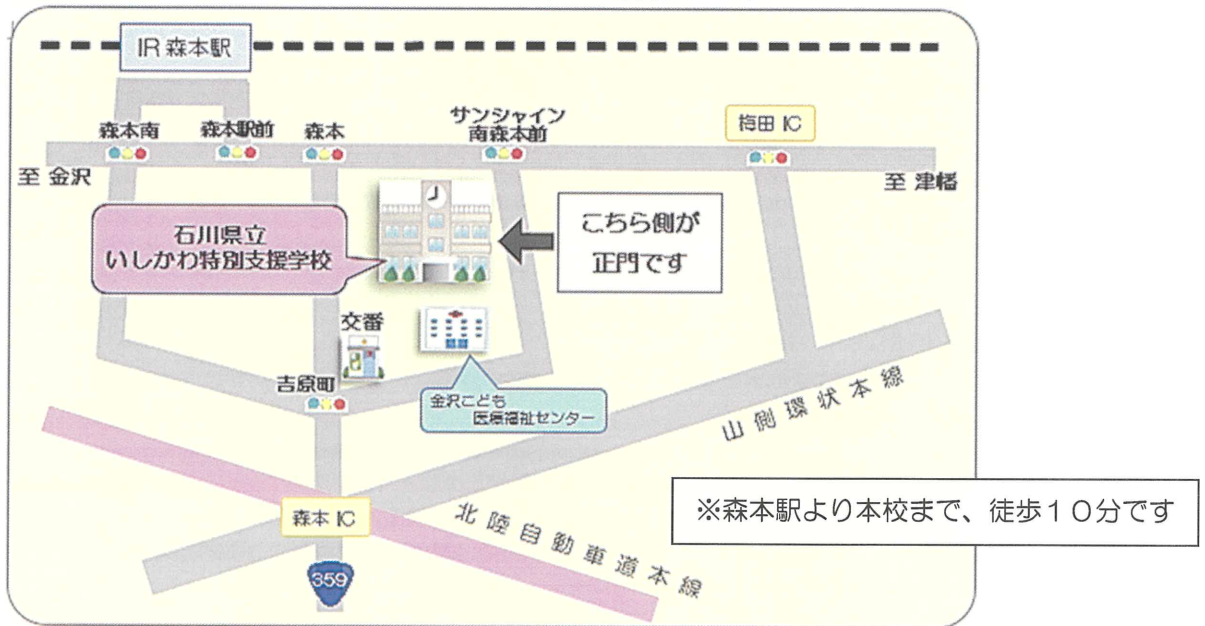 IR 森本駅
森本南
森本駅前
森本
サンシャイン
南森本前
梅田 IC
至 金沢
至 津幡
石川県立
いしかわ特別支援学校
こちら側が
正門です
交番
吉原町
金沢こども
医療福祉センター
山側環状本線
※森本駅より本校まで、徒歩１０分です
森本 IC
北陸自動車道本線
359